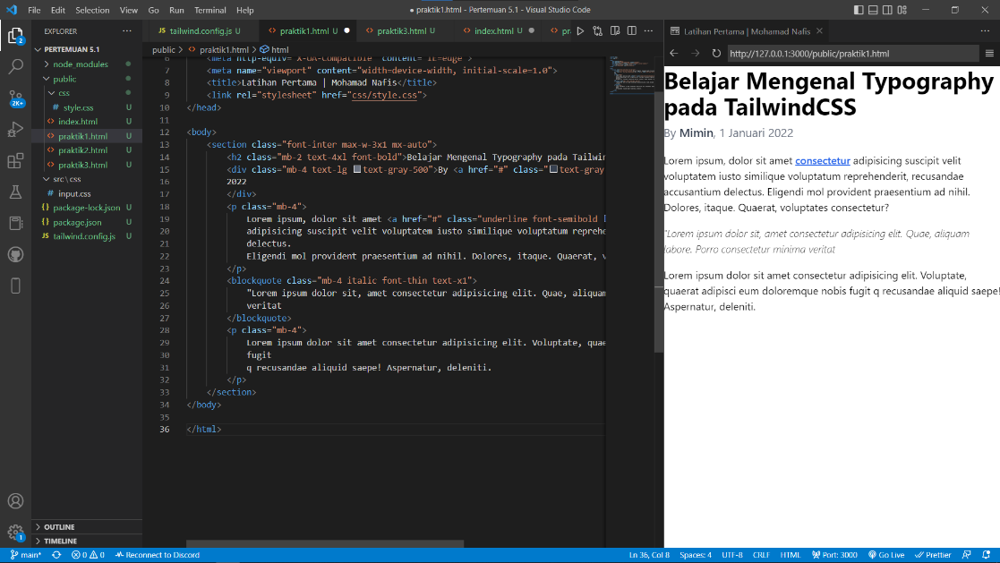 File Edit Selection View Go Run Terminal Help
● praktik1.html - Pertemuan 5.1 - Visual Studio Code
EXPLORER
PERTEMUAN 5.1
node_modules
public
css
# style.css U
<> index.html U
<> praktik1.html U
<> praktik2.html U
<> praktik3.html U
src \ css
# input.css U
{} package-lock.json U
{} package.json U
JS tailwind.config.js U
OUTLINE
TIMELINE
2
2K+
1
JS tailwind.config.js U
<> praktik1.html U ●
<> praktik3.html U
<> index.html U ●
<> pr
public > <> praktik1.html > html
6 <meta http-equiv="X-UA-Compatible" content="IE=edge">
7 <meta name="viewport" content="width=device-width, initial-scale=1.0">
8 <title>Latihan Pertama | Mohamad Nafis</title>
9 <link rel="stylesheet" href="css/style.css">
10 </head>
11
12 <body>
13 <section class="font-inter max-w-3x1 mx-auto">
14 <h2 class="mb-2 text-4xl font-bold">Belajar Mengenal Typography pada Tailwin
15 <div class="mb-4 text-lg text-gray-500">By <a href="#" class="text-gray
16 2022
17 </div>
18 <p class="mb-4">
19 Lorem ipsum, dolor sit amet <a href="#" class="underline font-semibold
20 adipisicing suscipit velit voluptatem iusto similique voluptatum reprehe
21 delectus.
22 Eligendi mol provident praesentium ad nihil. Dolores, itaque. Quaerat, v
23 </p>
24 <blockquote class="mb-4 italic font-thin text-x1">
25 "Lorem ipsum dolor sit, amet consectetur adipisicing elit. Quae, aliquam
26 veritat
27 </blockquote>
28 <p class="mb-4">
29 Lorem ipsum dolor sit amet consectetur adipisicing elit. Voluptate, quae
30 fugit
31 q recusandae aliquid saepe! Aspernatur, deleniti.
32 </p>
33 </section>
34 </body>
35
36 </html>
Latihan Pertama | Mohamad Nafis
http://127.0.0.1:3000/public/praktik1.html
Belajar Mengenal Typography
pada TailwindCSS
By Mimin, 1 Januari 2022
Lorem ipsum, dolor sit amet consectetur adipisicing suscipit velit
voluptatem iusto similique voluptatum reprehenderit, recusandae
accusantium delectus. Eligendi mol provident praesentium ad nihil.
Dolores, itaque. Quaerat, voluptates consectetur?
"Lorem ipsum dolor sit, amet consectetur adipisicing elit. Quae, aliquam
labore. Porro consectetur minima veritat
Lorem ipsum dolor sit amet consectetur adipisicing elit. Voluptate,
quaerat adipisci eum doloremque nobis fugit q recusandae aliquid saepe!
Aspernatur, deleniti.
main* 0 0 Reconnect to Discord
Ln 36, Col 8 Spaces: 4 UTF-8 CRLF HTML Port: 3000 Go Live Prettier